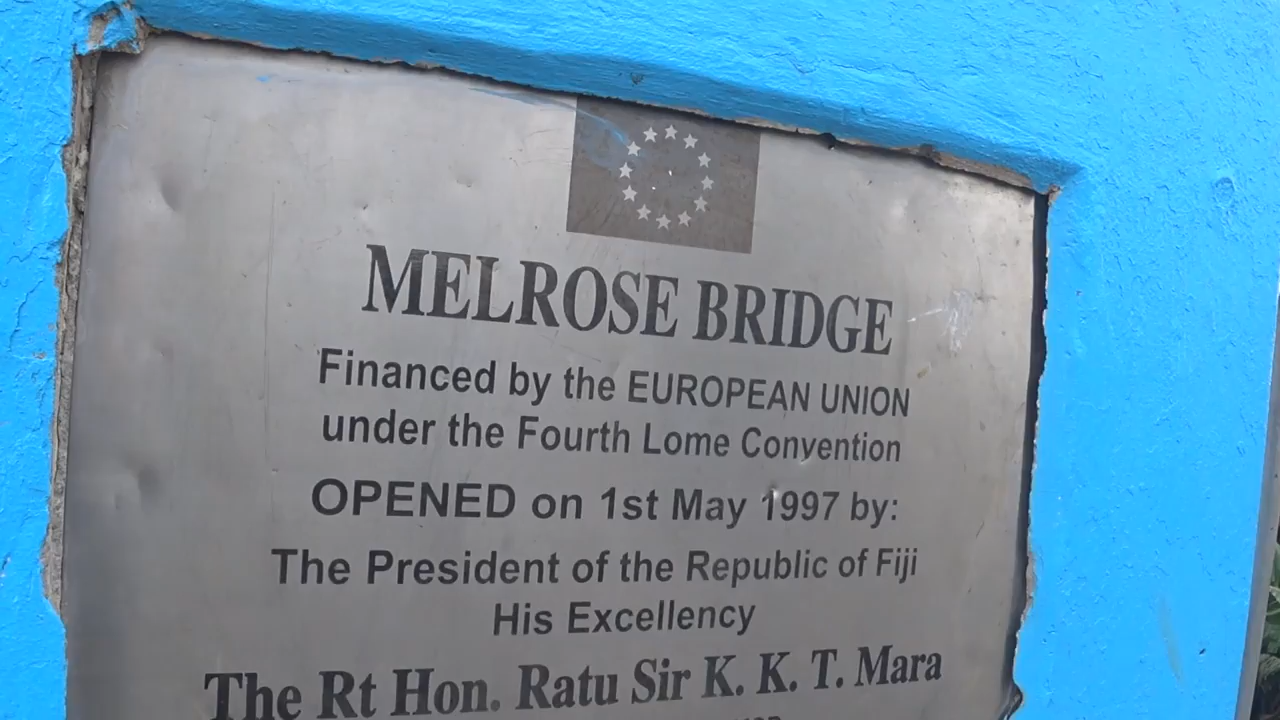 MELROSE BRIDGE
Financed by the EUROPEAN UNION
under the Fourth Lome Convention
OPENED on 1st May 1997 by:
The President of the Republic of Fiji
His Excellency
The Rt Hon. Ratu Sir K. K. T. Mara